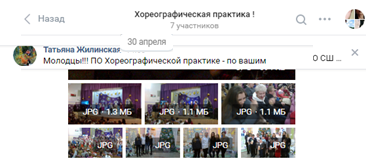 Назад
Хореографическая практика !
7 участников
30 апреля
Татьяна Жилинская
Молодцы!!! ПО Хореографической практике - по вашим
О СШ ...
JPG - 1.3 МБ
JPG - 1.1 МБ
JPG - 1.1 МБ
JPG
JPG
JPG
JPG